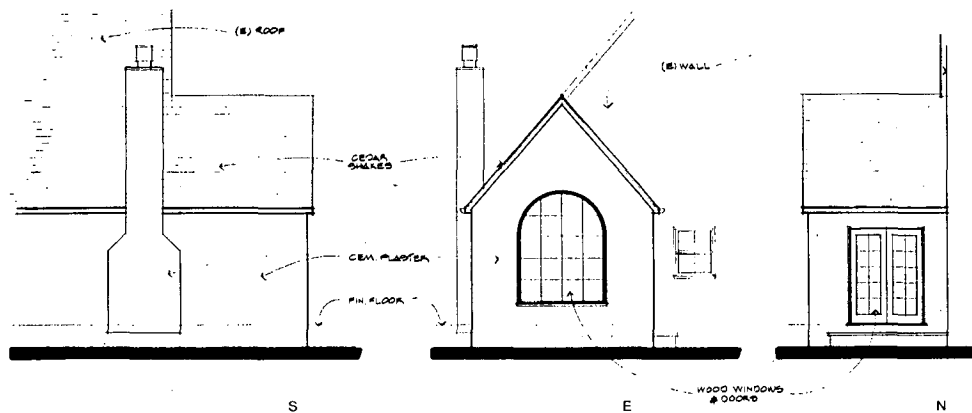 (E) ROOF
(E) WALL
CEDAR
SHAKES
CEM. PLASTER
FIN. FLOOR
WOOD WINDOWS
& DOORS
S
E
N